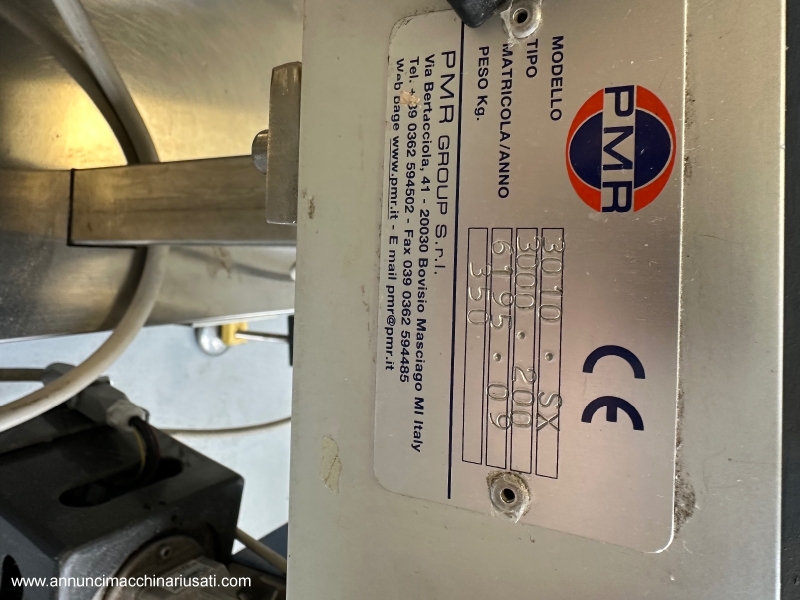 PMR
CE
MODELLO 3010 . SX
TIPO 3000 . 200
MATRICOLA/ANNO 6195 . 09
PESO Kg. 350
PMR GROUP S.r.l.
Via Bertacciola, 41 - 20030 Bovisio Masciago MI Italy
Tel. +39 0362 594502 - Fax 039 0362 594485
Web page www.pmr.it - E mail pmr@pmr.it
www.annuncimacchinariusati.com